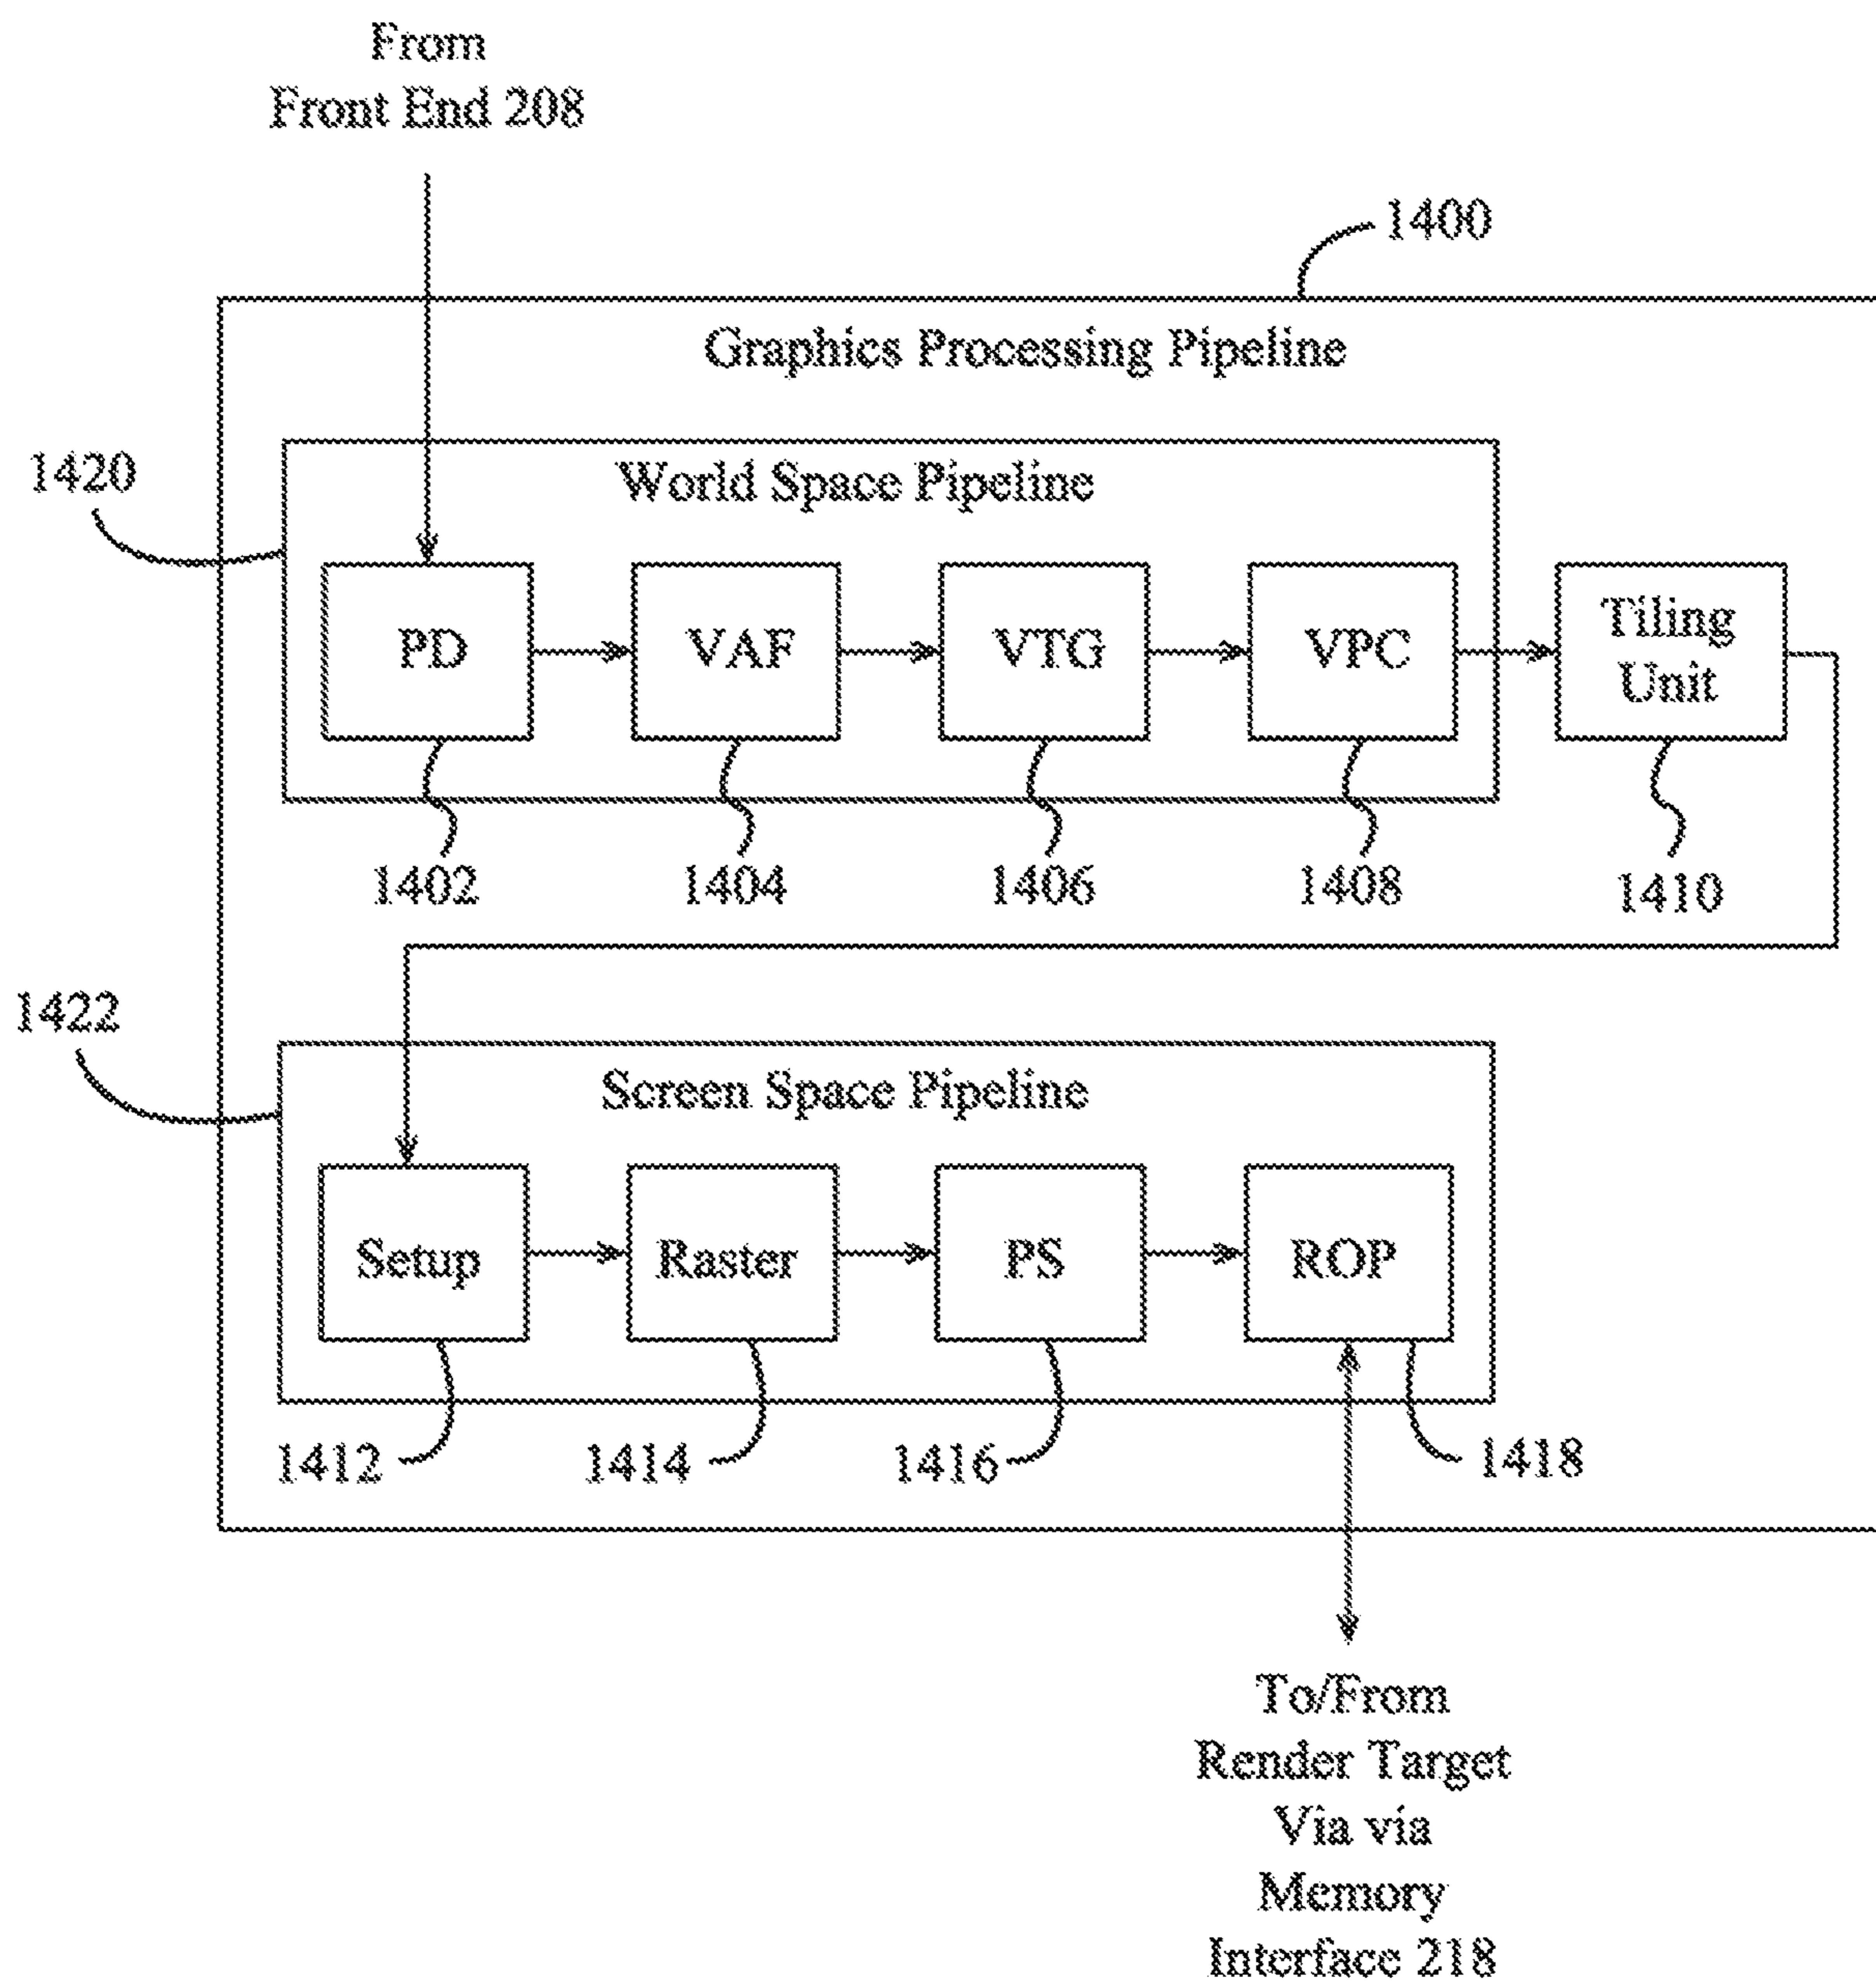 From
Front End 208
1400
Graphics Processing Pipeline
1420
World Space Pipeline
PD
VAF
VTG
VPC
Tiling
Unit
1402
1404
1406
1408
1410
1422
Screen Space Pipeline
Setup
Raster
PS
ROP
1412
1414
1416
1418
To/From
Render Target
Via via
Memory
Interface 218